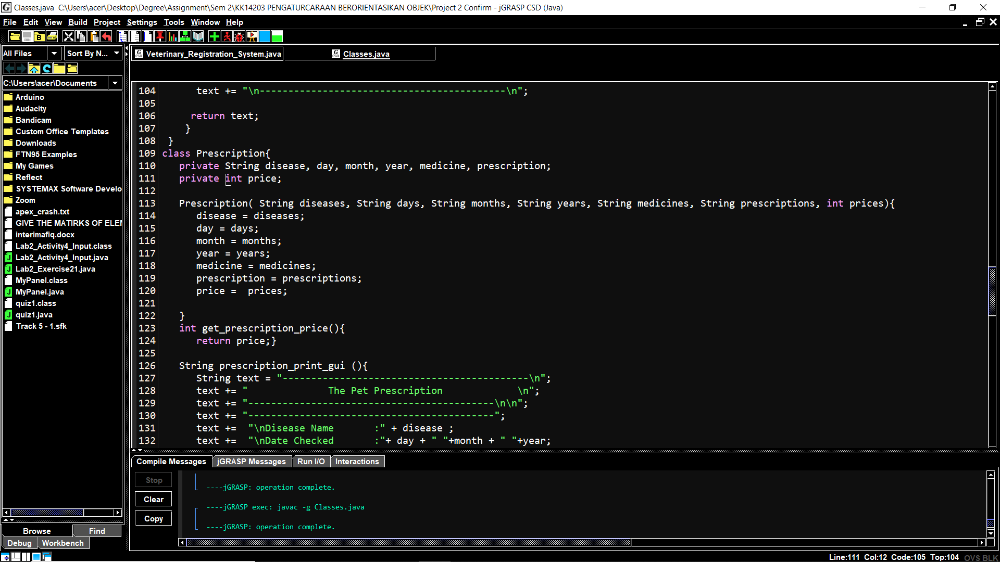 Classes.java  C:\Users\acer\Desktop\Degree\Assignment\Sem 2\KK14203 PENGATURCARAAN BERORIENTASIKAN OBJEK\Project 2 Confirm - jGRASP CSD (Java)
File Edit View Build Project Settings Tools Window Help
All Files Sort By N...
C:\Users\acer\Documents
Arduino
Audacity
Bandicam
Custom Office Templates
Downloads
FTN95 Examples
My Games
Reflect
SYSTEMAX Software Develo
Zoom
apex_crash.txt
GIVE THE MATIRKS OF ELE
interimafiq.docx
Lab2_Activity4_Input.class
Lab2_Activity4_Input.java
Lab2_Exercise21.java
MyPanel.class
MyPanel.java
quiz1.class
quiz1.java
Track 5 - 1.sfk
Browse Find
Debug Workbench
Veterinary_Registration_System.java Classes.java
104       text += "\n-------------------------------------------\n";
105
106      return text;
107     }
108  }
109 class Prescription{
110    private String disease, day, month, year, medicine, prescription;
111    private int price;
112
113    Prescription( String diseases, String days, String months, String years, String medicines, String prescriptions, int prices){
114       disease = diseases;
115       day = days;
116       month = months;
117       year = years;
118       medicine = medicines;
119       prescription = prescriptions;
120       price =  prices;
121
122    }
123    int get_prescription_price(){
124       return price;}
125
126    String prescription_print_gui (){
127       String text = "-------------------------------------------\n";
128       text += "              The Pet Prescription             \n";
129       text += "-------------------------------------------\n\n";
130       text += "-------------------------------------------";
131       text +=  "\nDisease Name       :" + disease ;
132       text +=  "\nDate Checked       :"+ day + " "+month + " "+year;
Compile Messages jGRASP Messages Run I/O Interactions
Stop
Clear
Copy
----jGRASP: operation complete.
----jGRASP exec: javac -g Classes.java
----jGRASP: operation complete.
Line:111 Col:12 Code:105 Top:104 OVS BLK